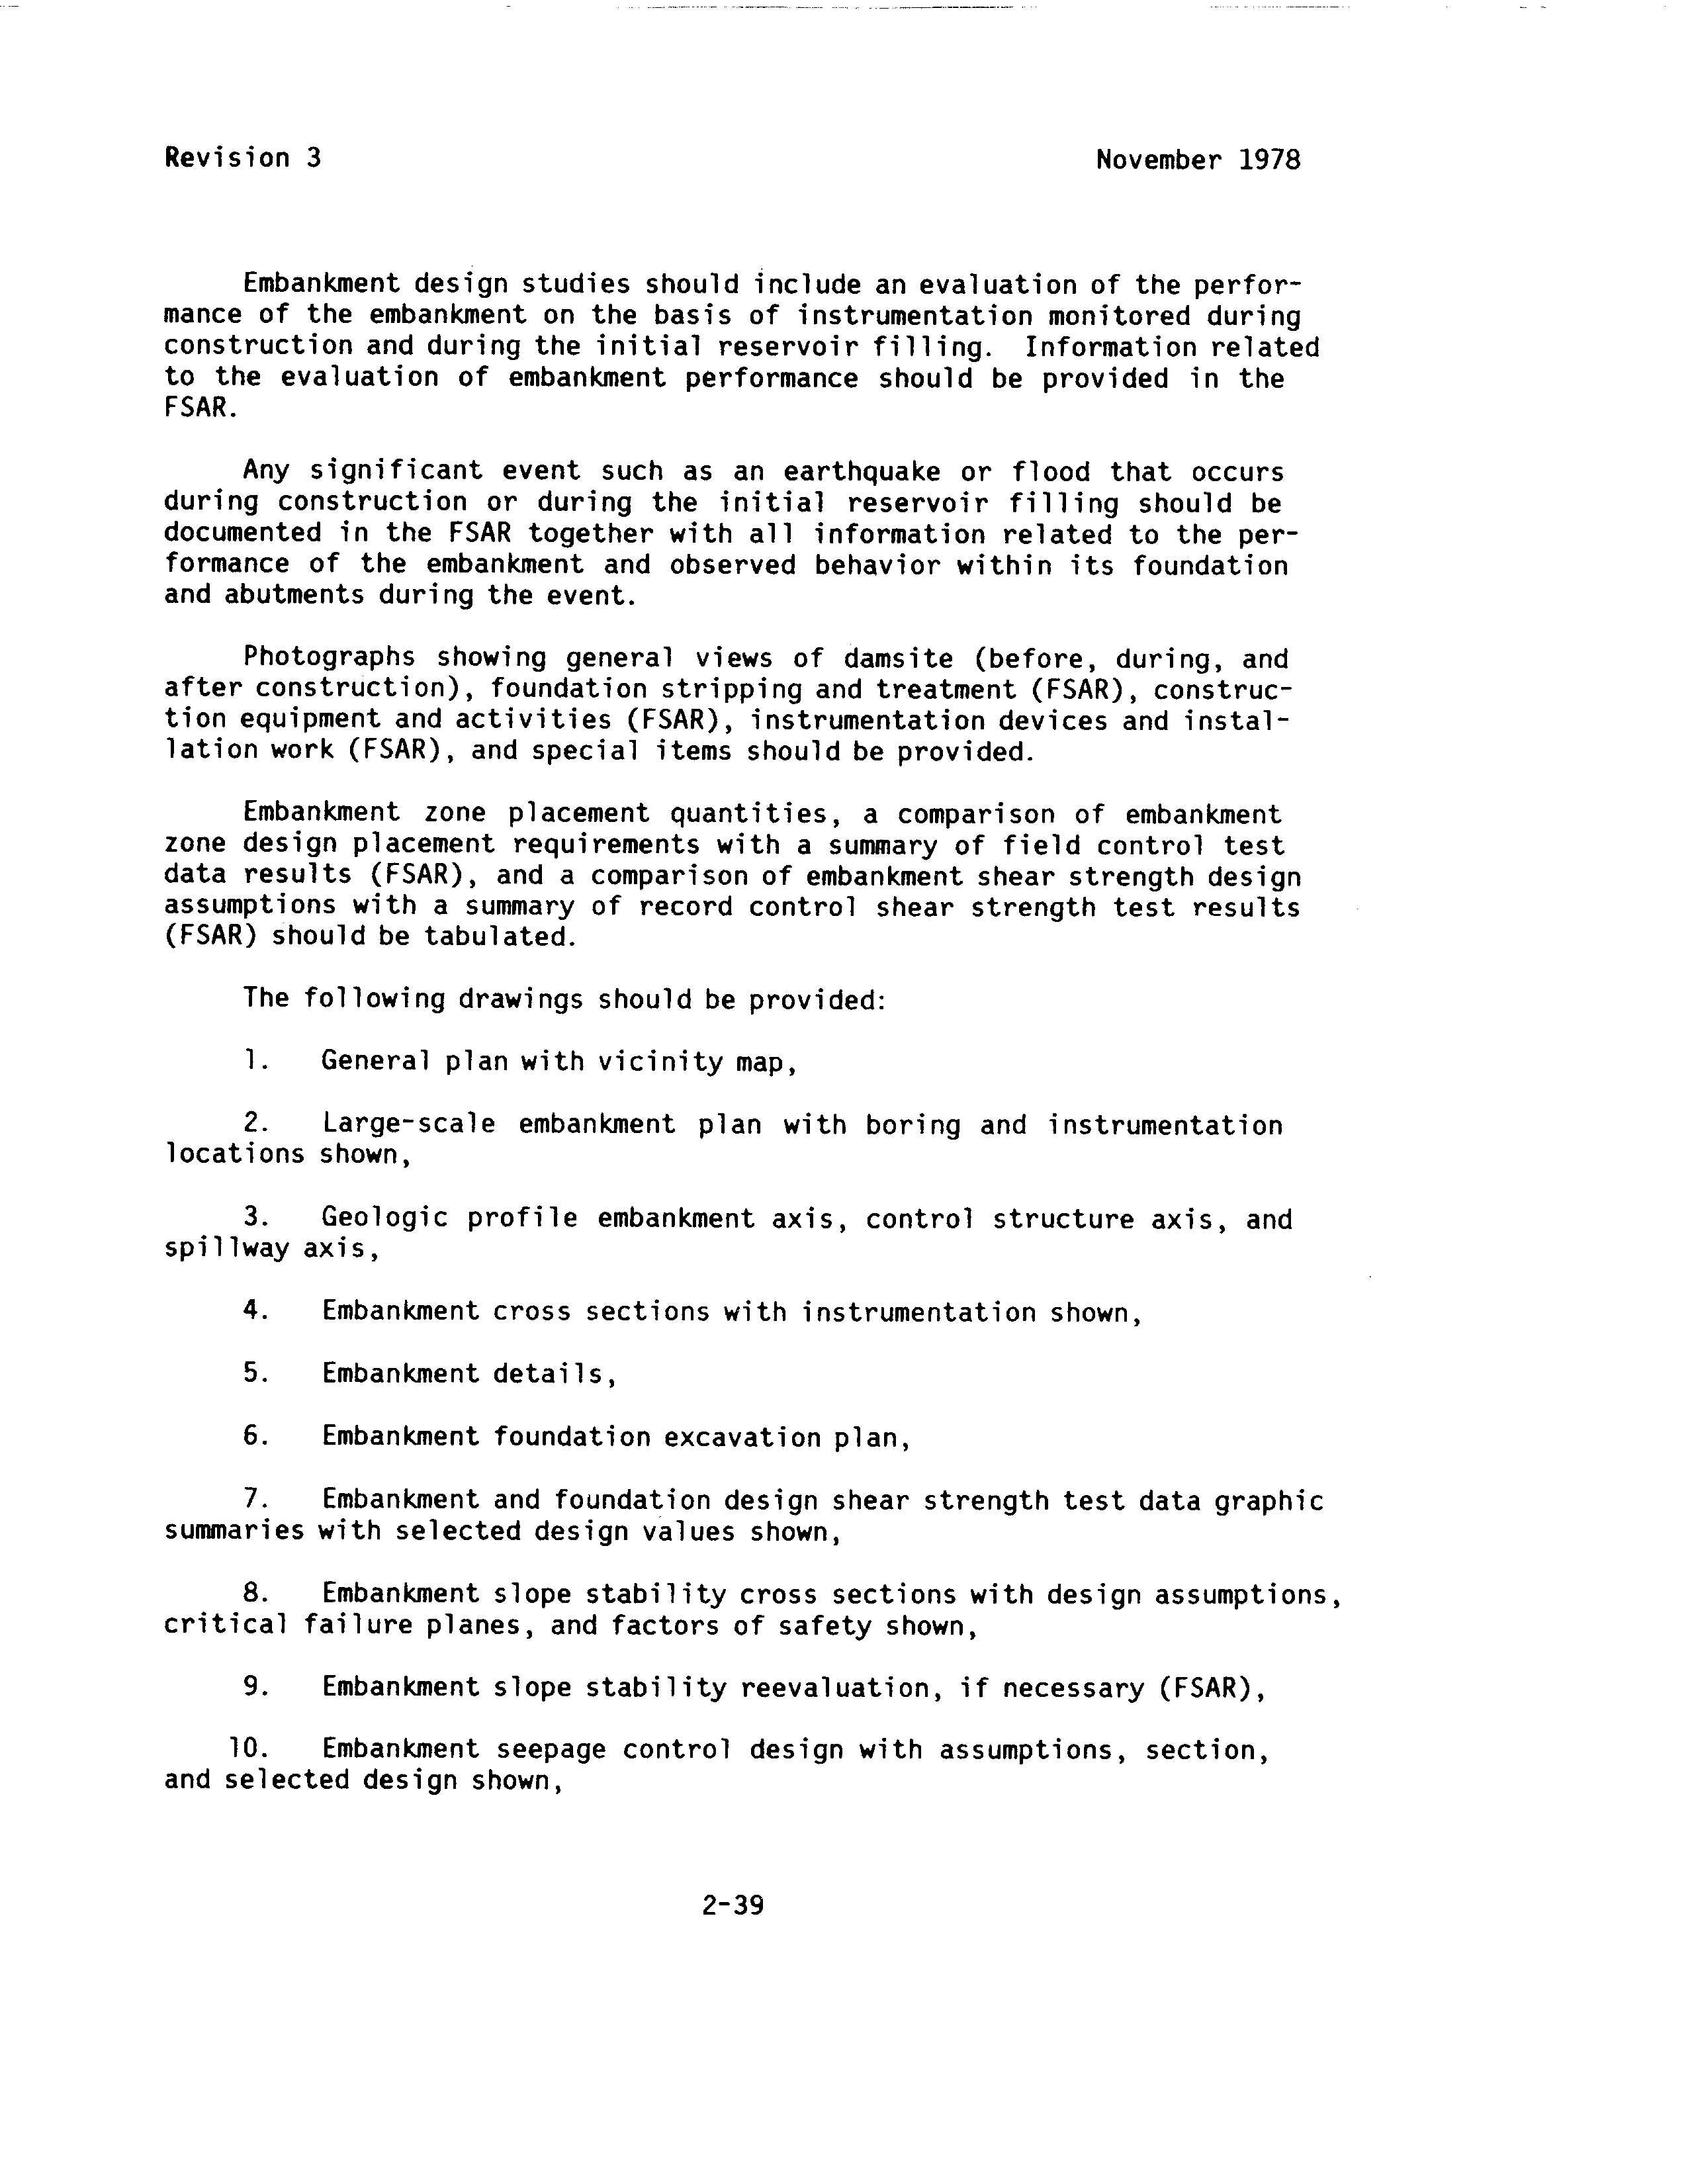 Revision 3 November 1978
Embankment design studies should include an evaluation of the perfor-
mance of the embankment on the basis of instrumentation monitored during
construction and during the initial reservoir filling. Information related
to the evaluation of embankment performance should be provided in the
FSAR.
Any significant event such as an earthquake or flood that occurs
during construction or during the initial reservoir filling should be
documented in the FSAR together with all information related to the per-
formance of the embankment and observed behavior within its foundation
and abutments during the event.
Photographs showing general views of damsite (before, during, and
after construction), foundation stripping and treatment (FSAR), construc-
tion equipment and activities (FSAR), instrumentation devices and instal-
lation work (FSAR), and special items should be provided.
Embankment zone placement quantities, a comparison of embankment
zone design placement requirements with a summary of field control test
data results (FSAR), and a comparison of embankment shear strength design
assumptions with a summary of record control shear strength test results
(FSAR) should be tabulated.
The following drawings should be provided:
1. General plan with vicinity map,
2. Large-scale embankment plan with boring and instrumentation
locations shown,
3. Geologic profile embankment axis, control structure axis, and
spillway axis,
4. Embankment cross sections with instrumentation shown,
5. Embankment details,
6. Embankment foundation excavation plan,
7. Embankment and foundation design shear strength test data graphic
summaries with selected design values shown,
8. Embankment slope stability cross sections with design assumptions,
critical failure planes, and factors of safety shown,
9. Embankment slope stability reevaluation, if necessary (FSAR),
10. Embankment seepage control design with assumptions, section,
and selected design shown,
2-39